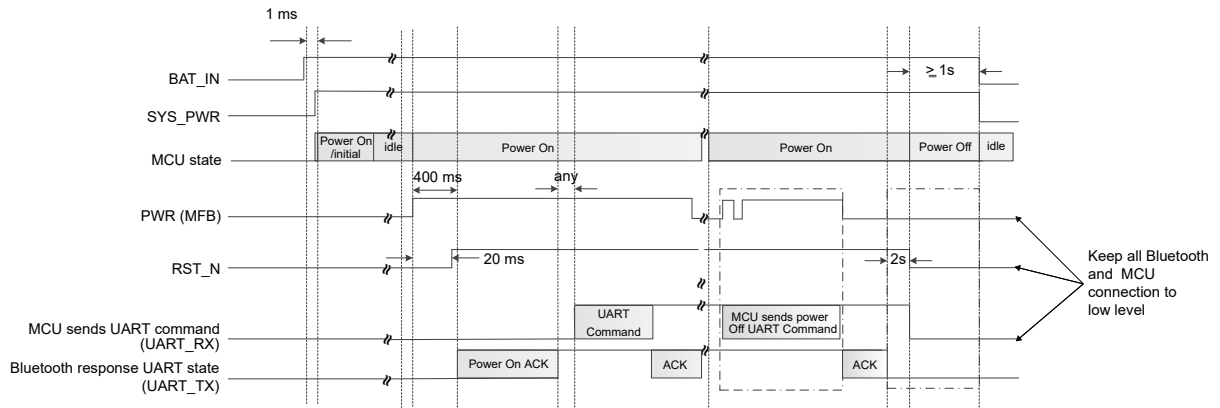 1 ms
BAT_IN
≥ 1s
SYS_PWR
MCU state
Power On
/initial
idle
Power On
Power On
Power Off
idle
400 ms
any
PWR (MFB)
RST_N
20 ms
2s
Keep all Bluetooth
and MCU
connection to
low level
MCU sends UART command
(UART_RX)
UART
Command
MCU sends power
Off UART Command
Bluetooth response UART state
(UART_TX)
Power On ACK
ACK
ACK